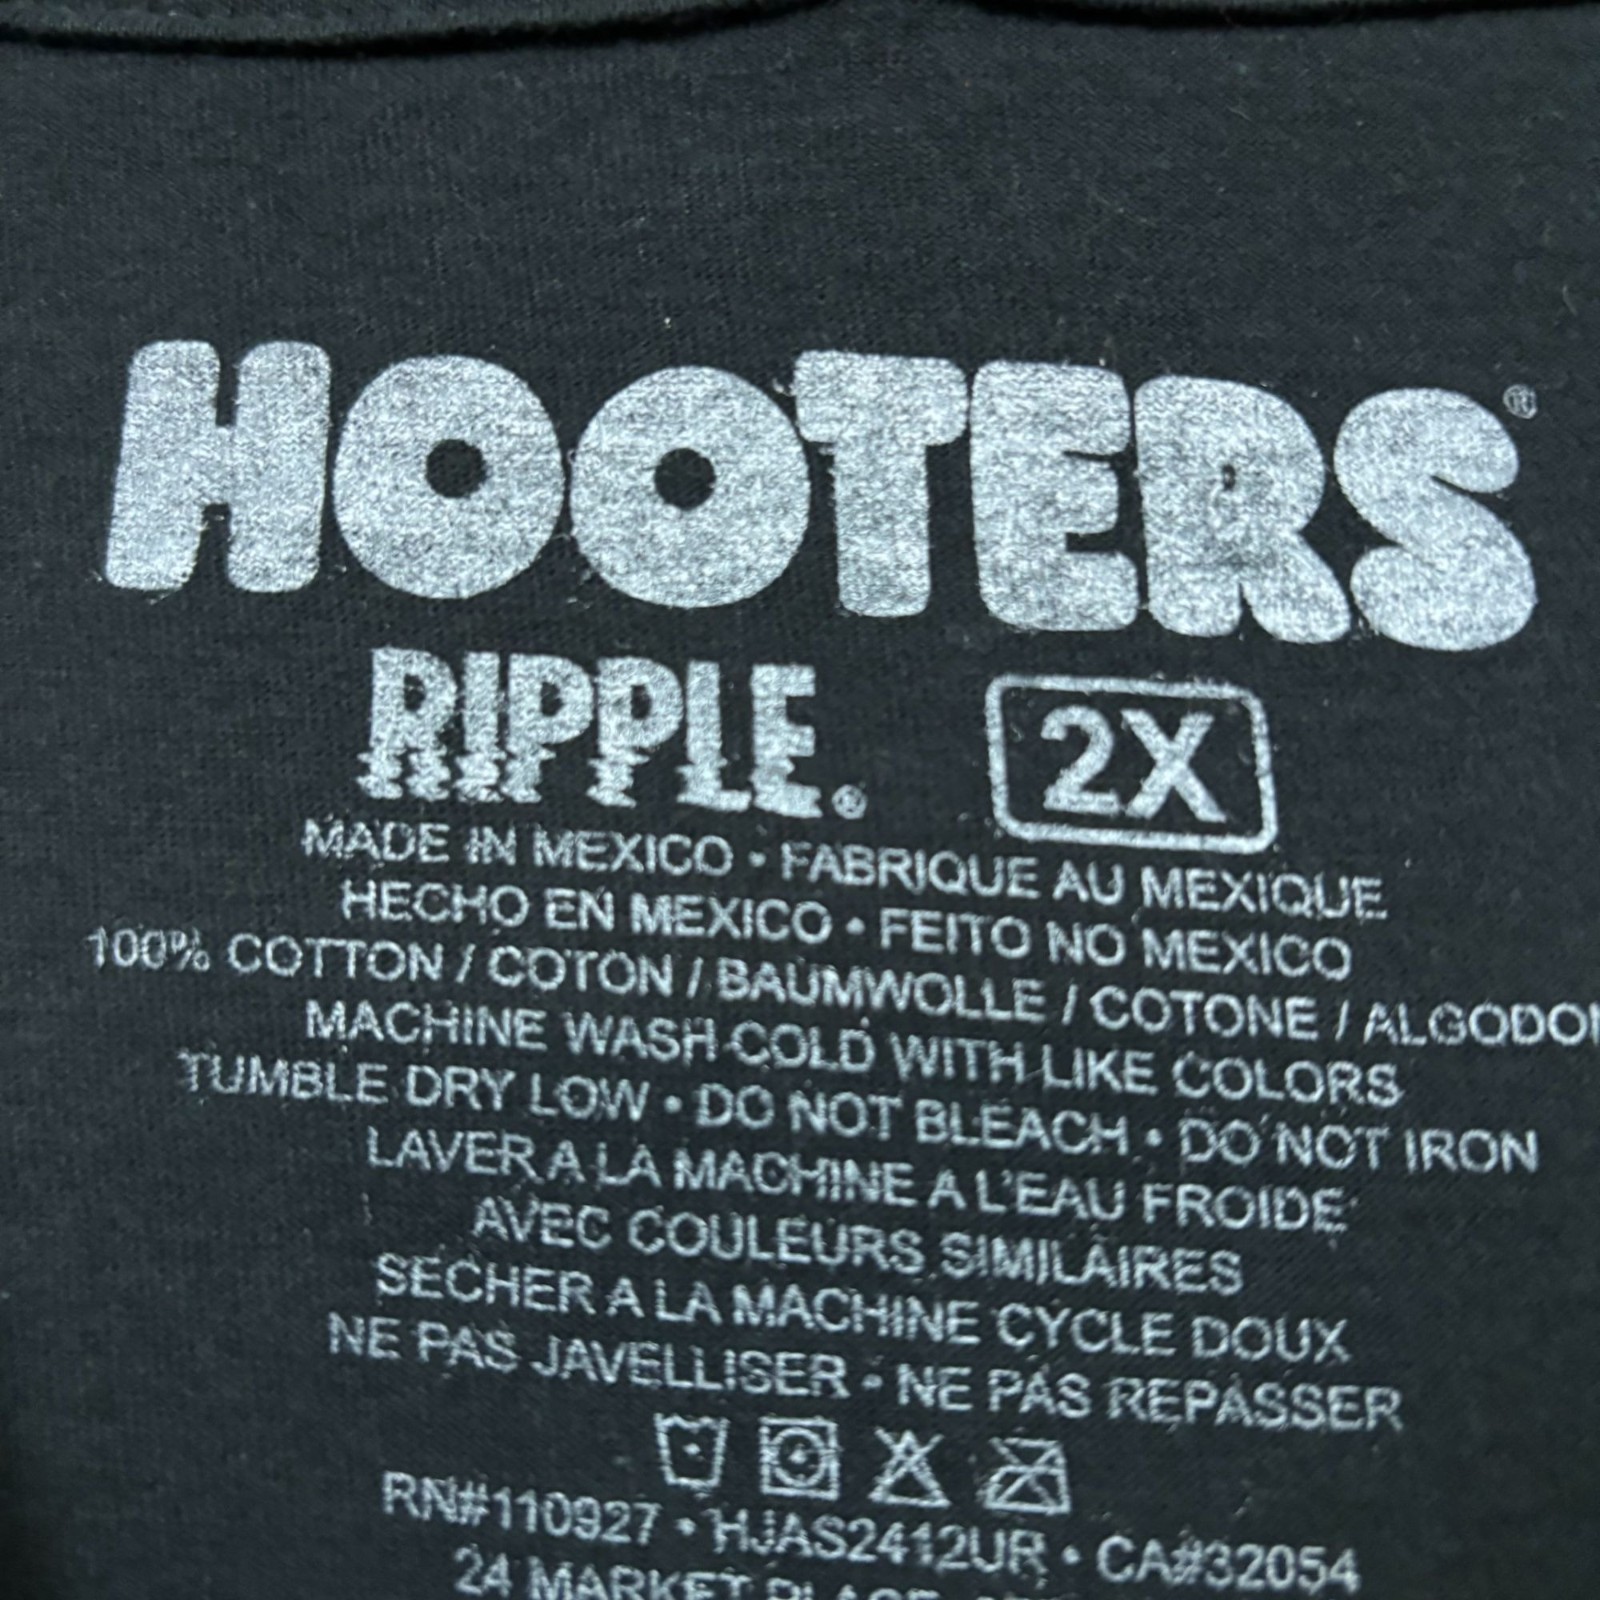 HOOTERS®
RIPPLE® 2X
MADE IN MEXICO • FABRIQUE AU MEXIQUE
HECHO EN MEXICO • FEITO NO MEXICO
100% COTTON / COTON / BAUMWOLLE / COTONE / ALGODON
MACHINE WASH COLD WITH LIKE COLORS
TUMBLE DRY LOW • DO NOT BLEACH • DO NOT IRON
LAVER A LA MACHINE A L'EAU FROIDE
AVEC COULEURS SIMILAIRES
SECHER A LA MACHINE CYCLE DOUX
NE PAS JAVELLISER • NE PAS REPASSER
RN#110927 • HJAS2412UR • CA#32054
24 MARKET PLACE